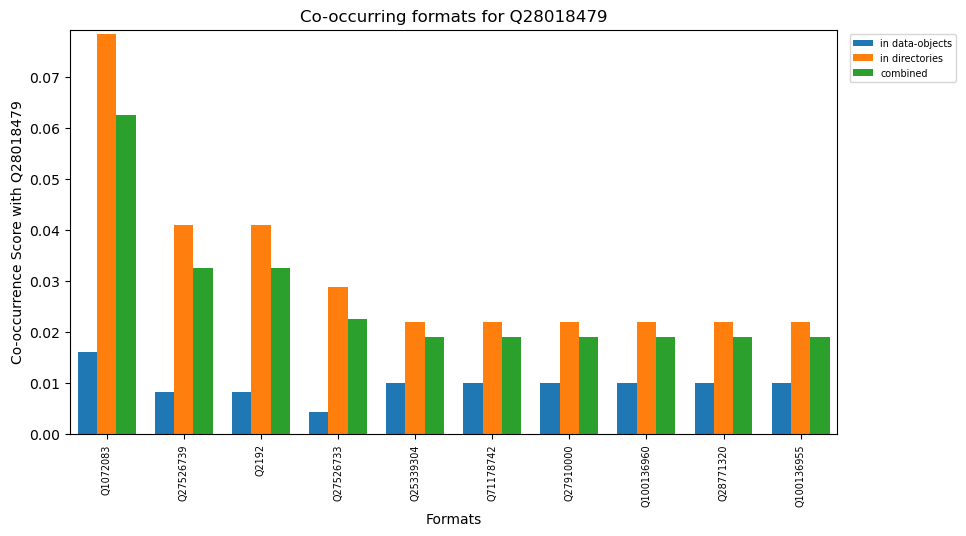 Co-occurring formats for Q28018479
in data-objects
in directories
combined
Co-occurrence Score with Q28018479
0.07
0.06
0.05
0.04
0.03
0.02
0.01
0.00
Q1072083
Q27526739
Q2192
Q27526733
Q25339304
Q71178742
Q27910000
Q100136960
Q28771320
Q100136955
Formats